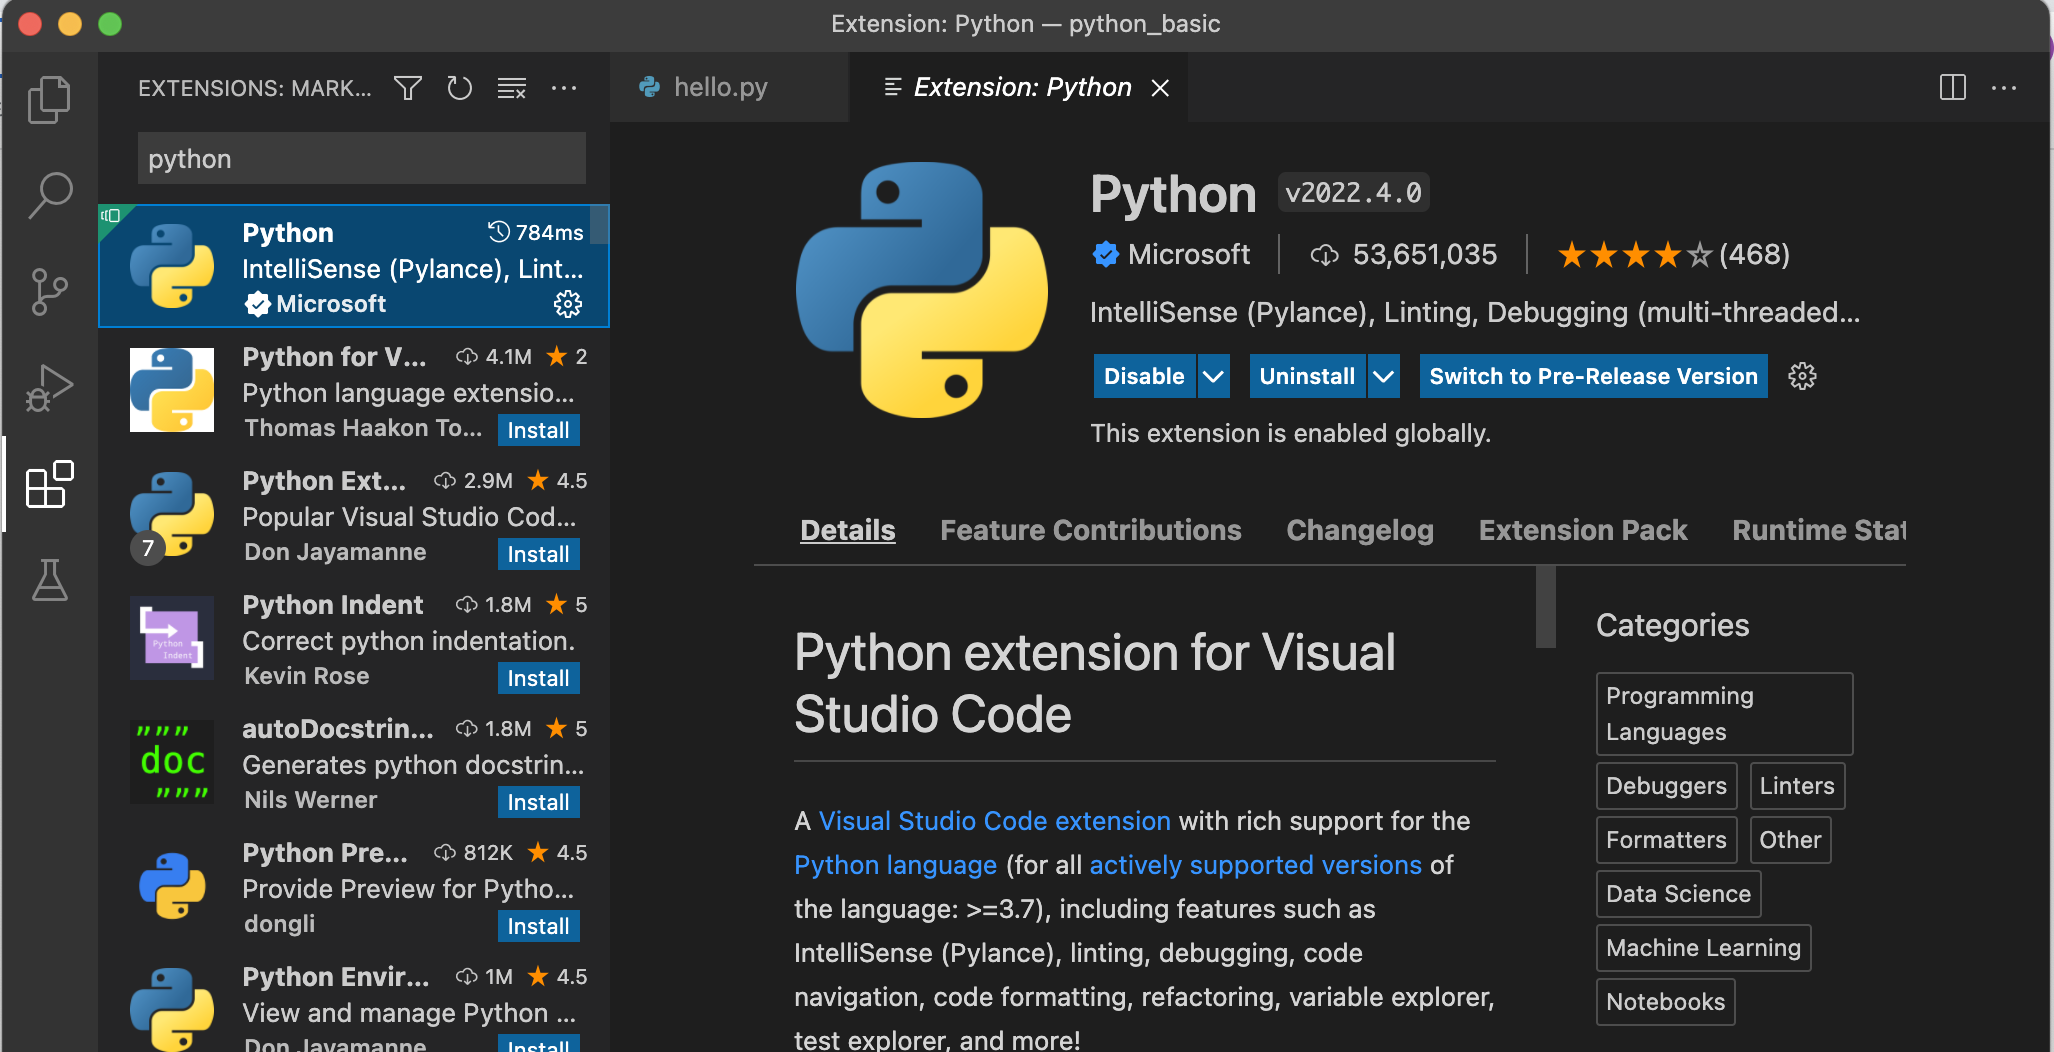 Extension: Python — python_basic
EXTENSIONS: MARK...
hello.py
Extension: Python
python
Python
784ms
IntelliSense (Pylance), Lint...
Microsoft
Python for V...
4.1M
2
Python language extensio...
Thomas Haakon To...
Install
Python Ext...
2.9M
4.5
Popular Visual Studio Cod...
7
Don Jayamanne
Install
Python Indent
1.8M
5
Correct python indentation.
Python
Indent
Kevin Rose
Install
autoDocstrin...
1.8M
5
"""
doc
"""
Generates python docstrin...
Nils Werner
Install
Python Pre...
812K
4.5
Provide Preview for Pytho...
dongli
Install
Python Envir...
1M
4.5
View and manage Python ...
Don Jayamanne
Install
Python
v2022.4.0
Microsoft
53,651,035
(468)
IntelliSense (Pylance), Linting, Debugging (multi-threaded...
Disable
Uninstall
Switch to Pre-Release Version
This extension is enabled globally.
Details
Feature Contributions
Changelog
Extension Pack
Runtime Stat
Python extension for Visual
Studio Code
A Visual Studio Code extension with rich support for the
Python language (for all actively supported versions of
the language: >=3.7), including features such as
IntelliSense (Pylance), linting, debugging, code
navigation, code formatting, refactoring, variable explorer,
test explorer, and more!
Categories
Programming
Languages
Debuggers
Linters
Formatters
Other
Data Science
Machine Learning
Notebooks